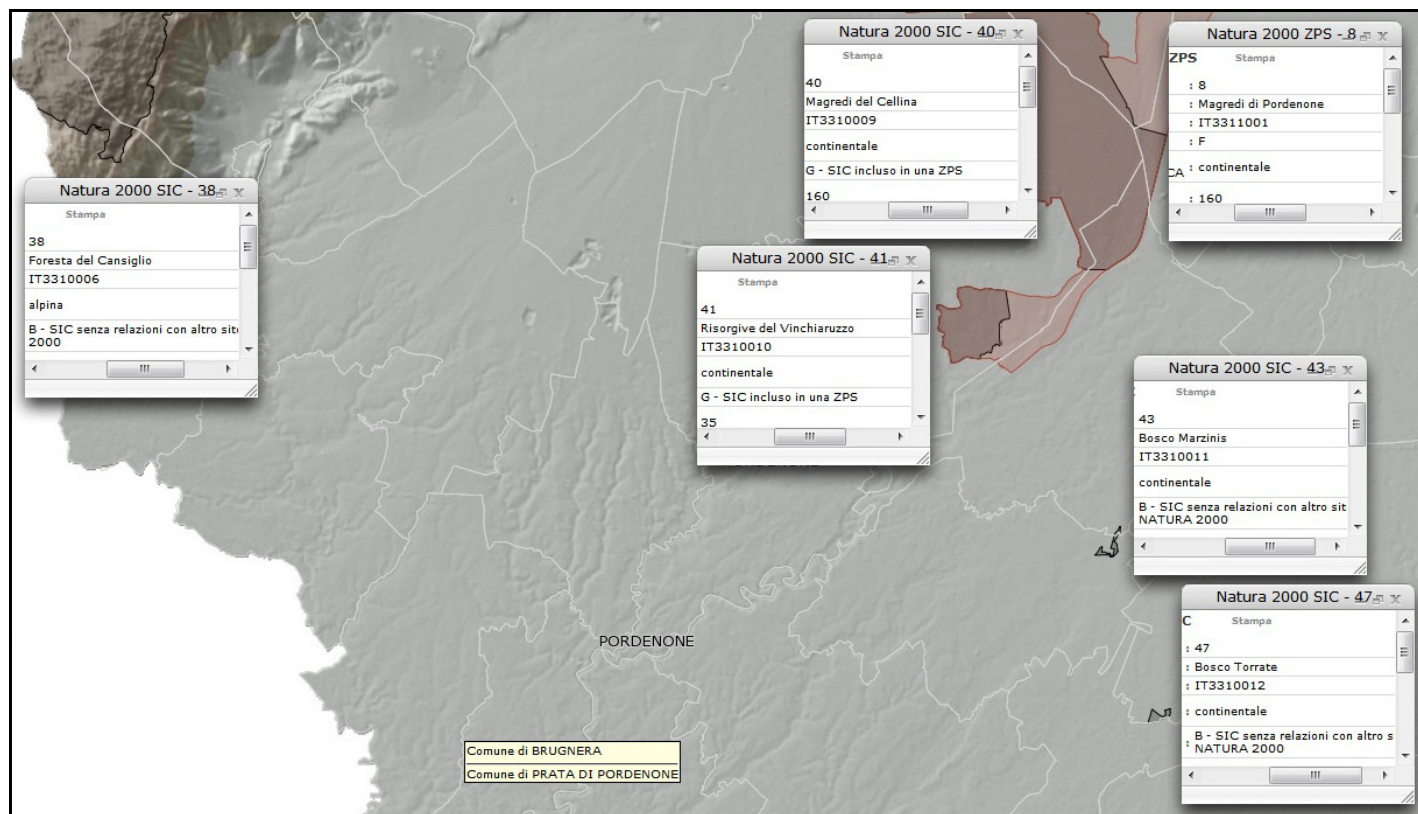 Natura 2000 SIC - 40
Stampa
40
Magredi del Cellina
IT3310009
continentale
G - SIC incluso in una ZPS
160
Natura 2000 ZPS - 8
ZPS Stampa
: 8
: Magredi di Pordenone
: IT3311001
: F
CA : continentale
: 160
Natura 2000 SIC - 38
Stampa
38
Foresta del Cansiglio
IT3310006
alpina
B - SIC senza relazioni con altro sit
2000
Natura 2000 SIC - 41
Stampa
41
Risorgive del Vinchiaruzzo
IT3310010
continentale
G - SIC incluso in una ZPS
35
Natura 2000 SIC - 43
Stampa
43
Bosco Marzinis
IT3310011
continentale
B - SIC senza relazioni con altro sit
NATURA 2000
Natura 2000 SIC - 47
C Stampa
: 47
: Bosco Torrate
: IT3310012
: continentale
: B - SIC senza relazioni con altro s
NATURA 2000
PORDENONE
Comune di BRUGNERA
Comune di PRATA DI PORDENONE